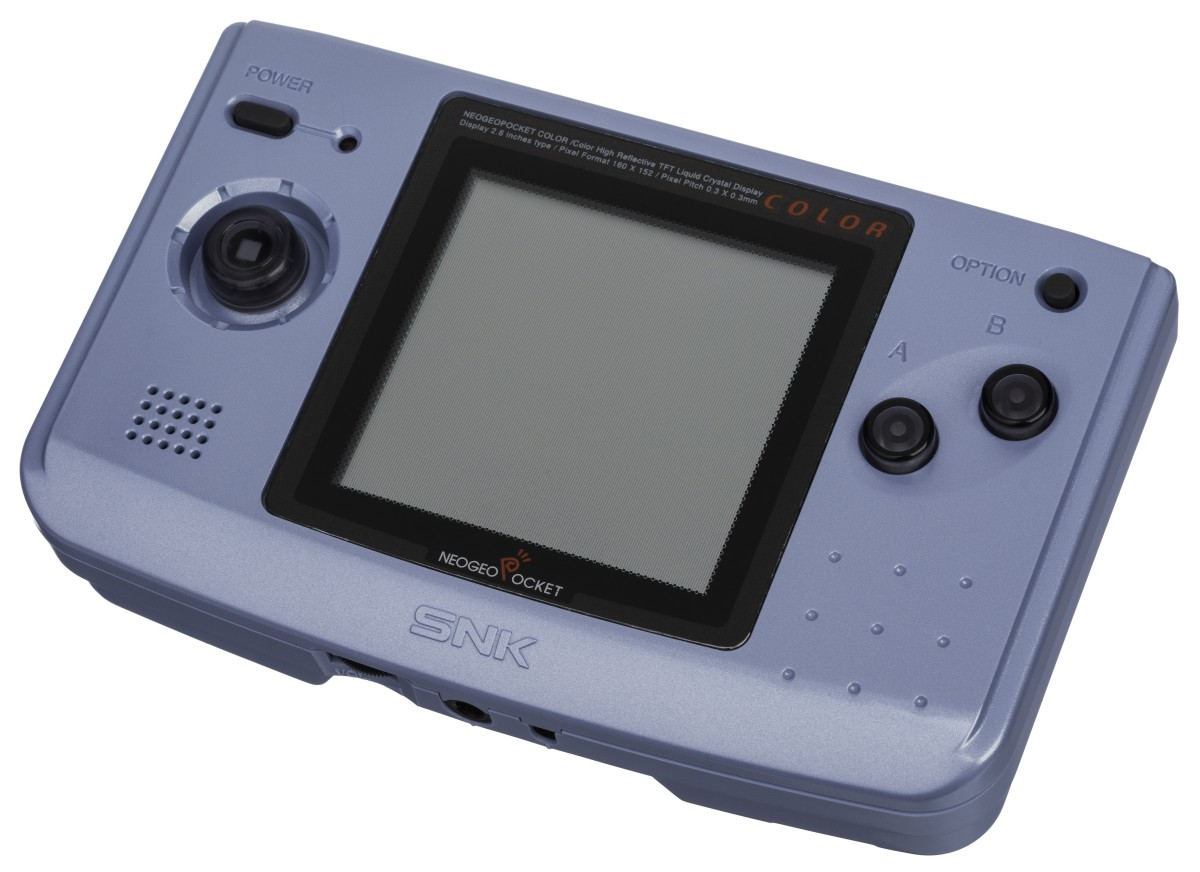 POWER
NEOGEOPOCKET COLOR /Color High Reflective TFT Liquid Crystal Display
Display 2.6 inches type / Pixel Format 160 X 152 / Pixel Pitch 0.3 X 0.3mm
COLOR
OPTION
B
A
NEOGEO POCKET
SNK